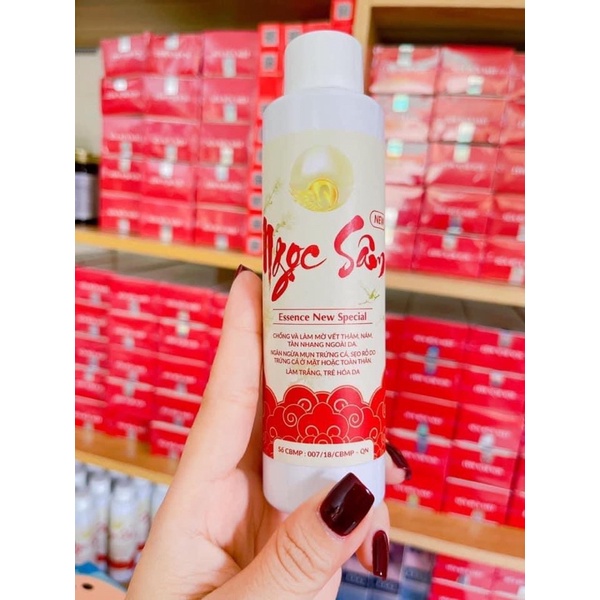 NEW
Ngọc Sâm
Essence New Special
CHỐNG VÀ LÀM MỜ VẾT THÂM, NÁM,
TÀN NHANG NGOÀI DA.
NGĂN NGỪA MỤN TRỨNG CÁ, SẸO RỖ DO
TRỨNG CÁ Ở MẶT HOẶC TOÀN THÂN.
LÀM TRẮNG, TRẺ HÓA DA
Số CBMP : 007/18/CBMP - QN